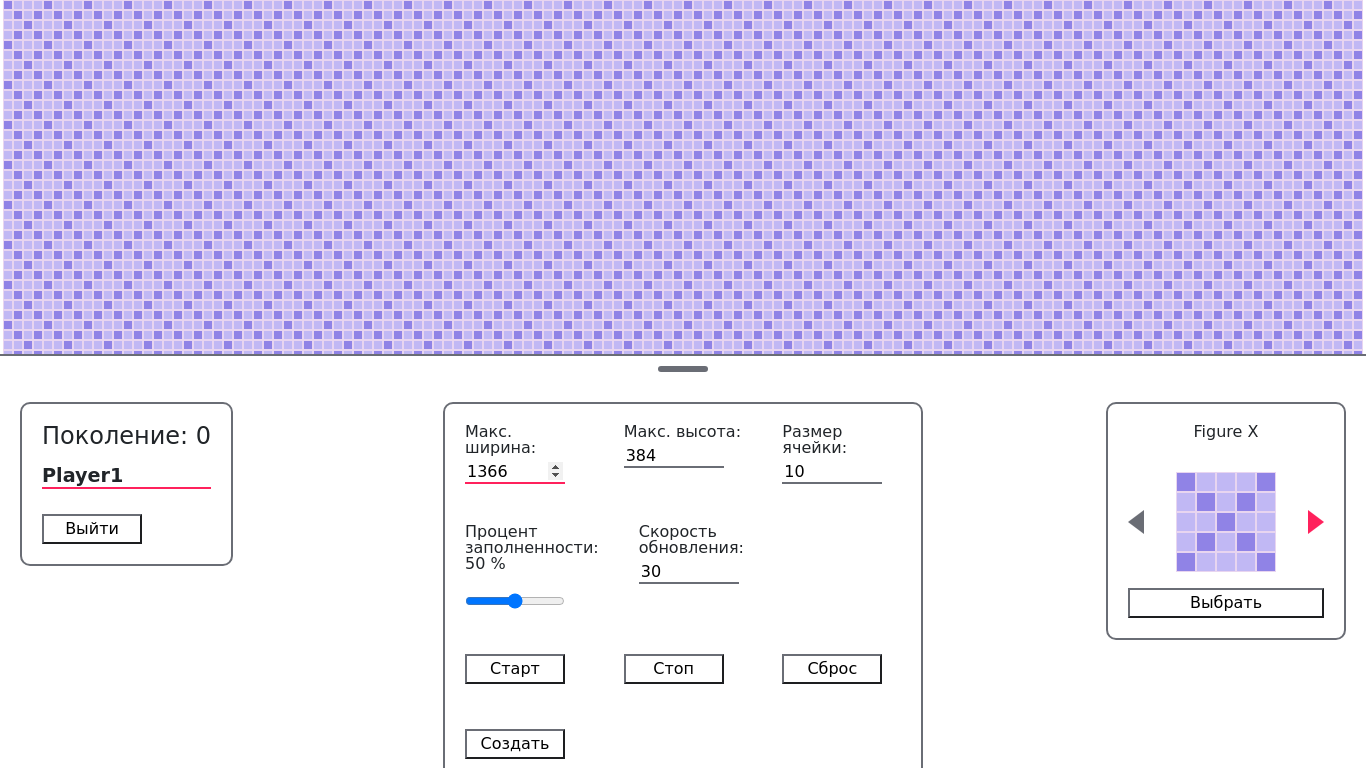 Поколение: 0
Player1
Выйти
Макс.
ширина:
1366
Макс. высота:
384
Размер
ячейки:
10
Процент
заполненности:
50 %
Скорость
обновления:
30
Старт
Стоп
Сброс
Создать
Figure X
Выбрать